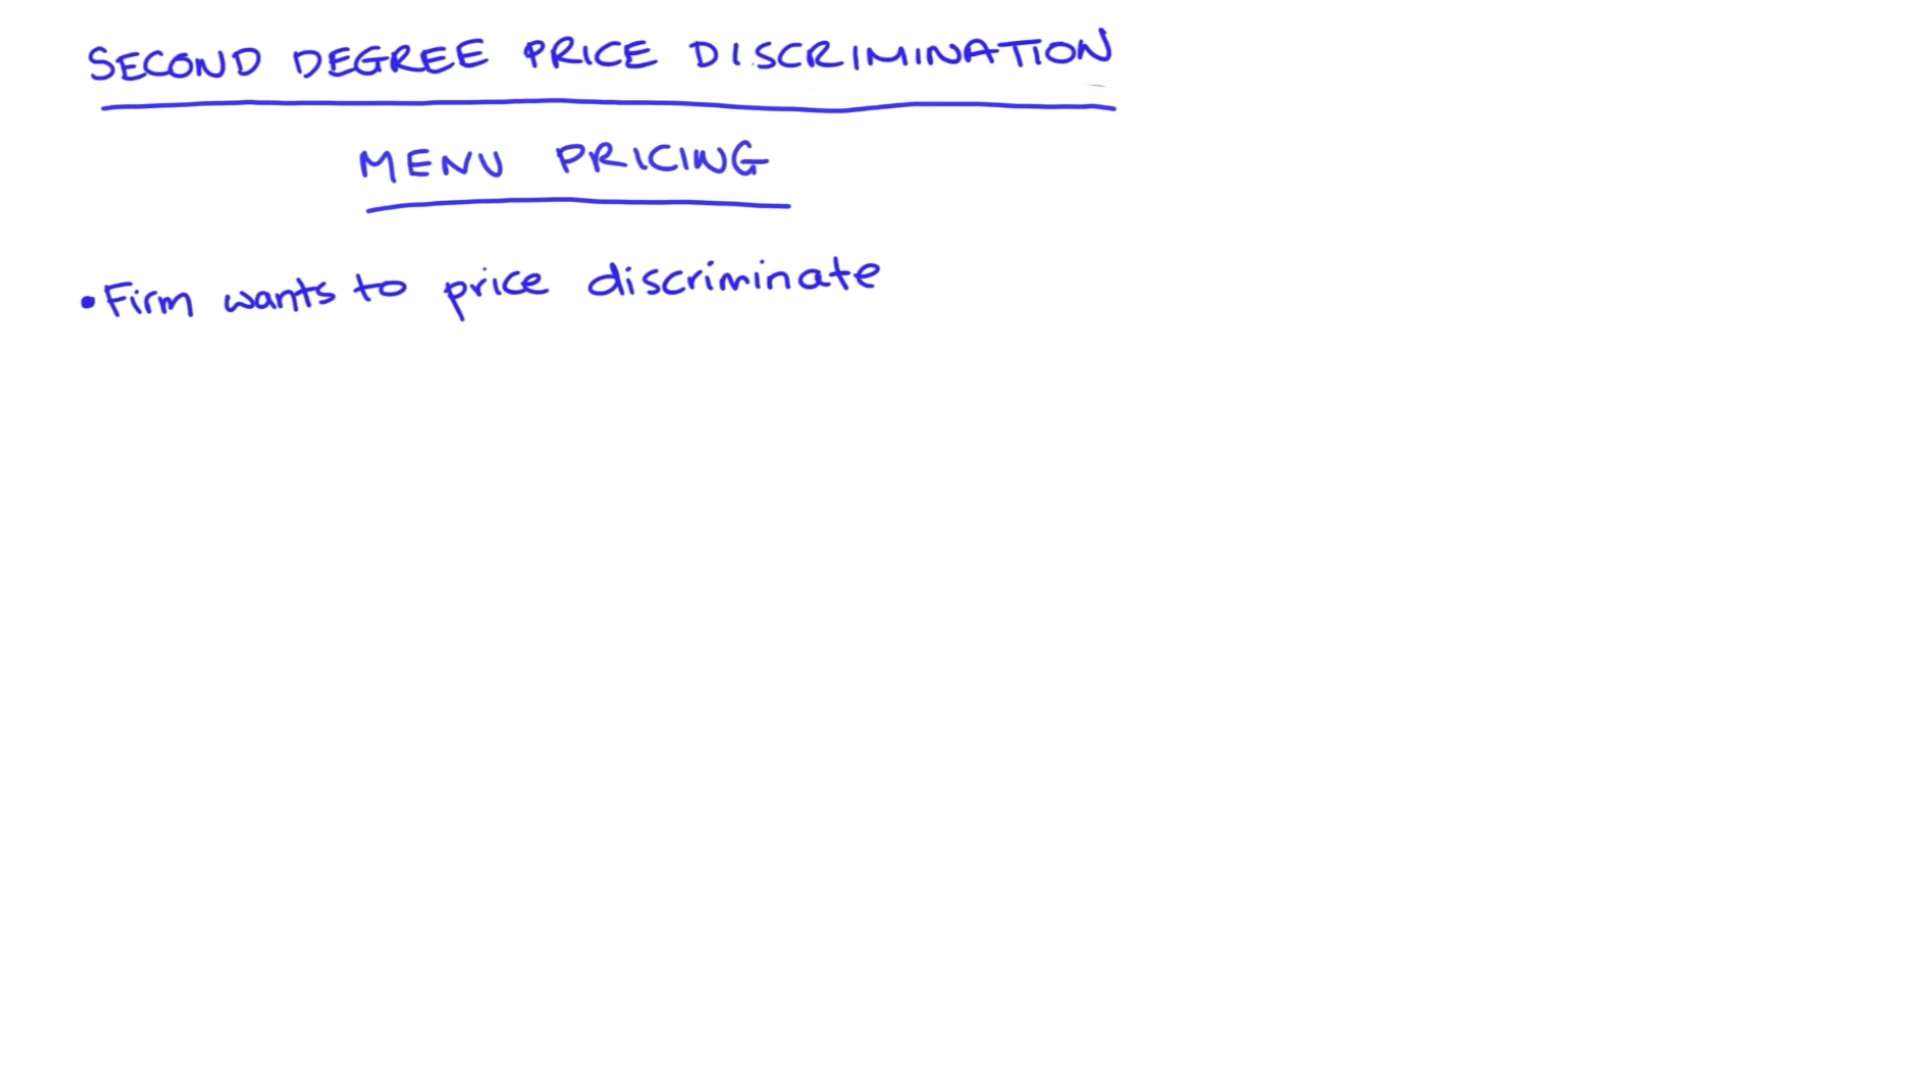 SECOND DEGREE PRICE DISCRIMINATION
MENU PRICING
• Firm wants to price discriminate